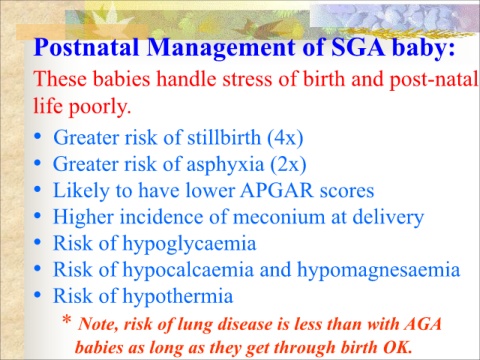 Postnatal Management of SGA baby:
These babies handle stress of birth and post-natal
life poorly.
• Greater risk of stillbirth (4x)
• Greater risk of asphyxia (2x)
• Likely to have lower APGAR scores
• Higher incidence of meconium at delivery
• Risk of hypoglycaemia
• Risk of hypocalcaemia and hypomagnesaemia
• Risk of hypothermia
* Note, risk of lung disease is less than with AGA
babies as long as they get through birth OK.